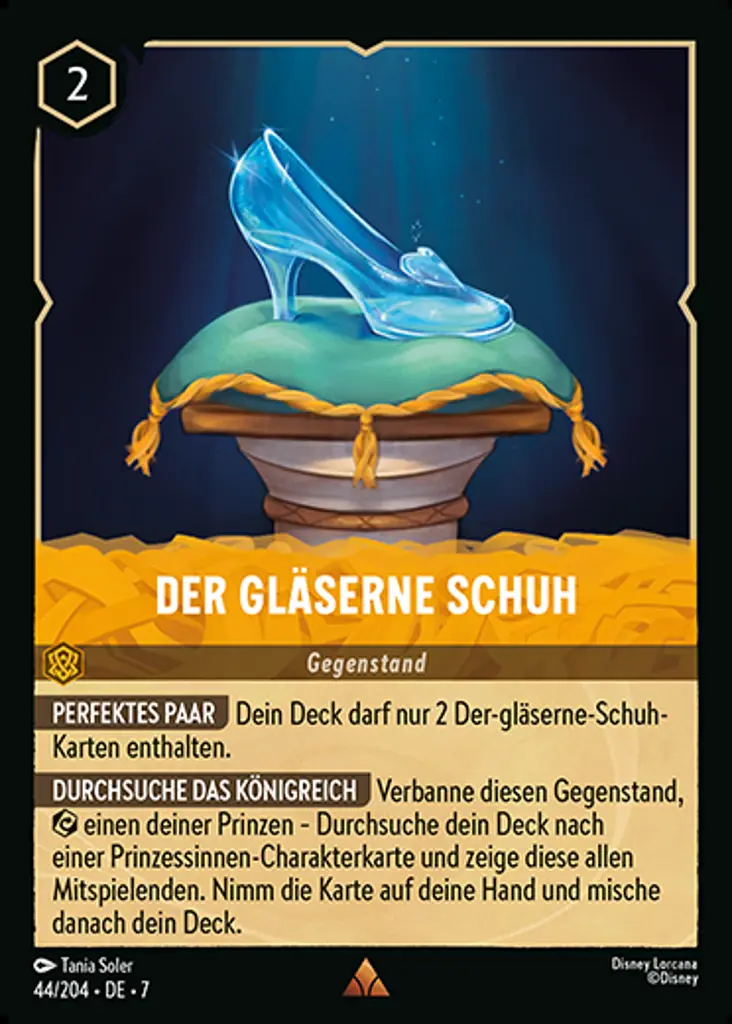 2
DER GLÄSERNE SCHUH
Gegenstand
PERFEKTES PAAR Dein Deck darf nur 2 Der-gläserne-Schuh-
Karten enthalten.
DURCHSUCHE DAS KÖNIGREICH Verbanne diesen Gegenstand,
einen deiner Prinzen – Durchsuche dein Deck nach
einer Prinzessinnen-Charakterkarte und zeige diese allen
Mitspielenden. Nimm die Karte auf deine Hand und mische
danach dein Deck.
Tania Soler
44/204 • DE • 7
Disney Lorcana
©Disney